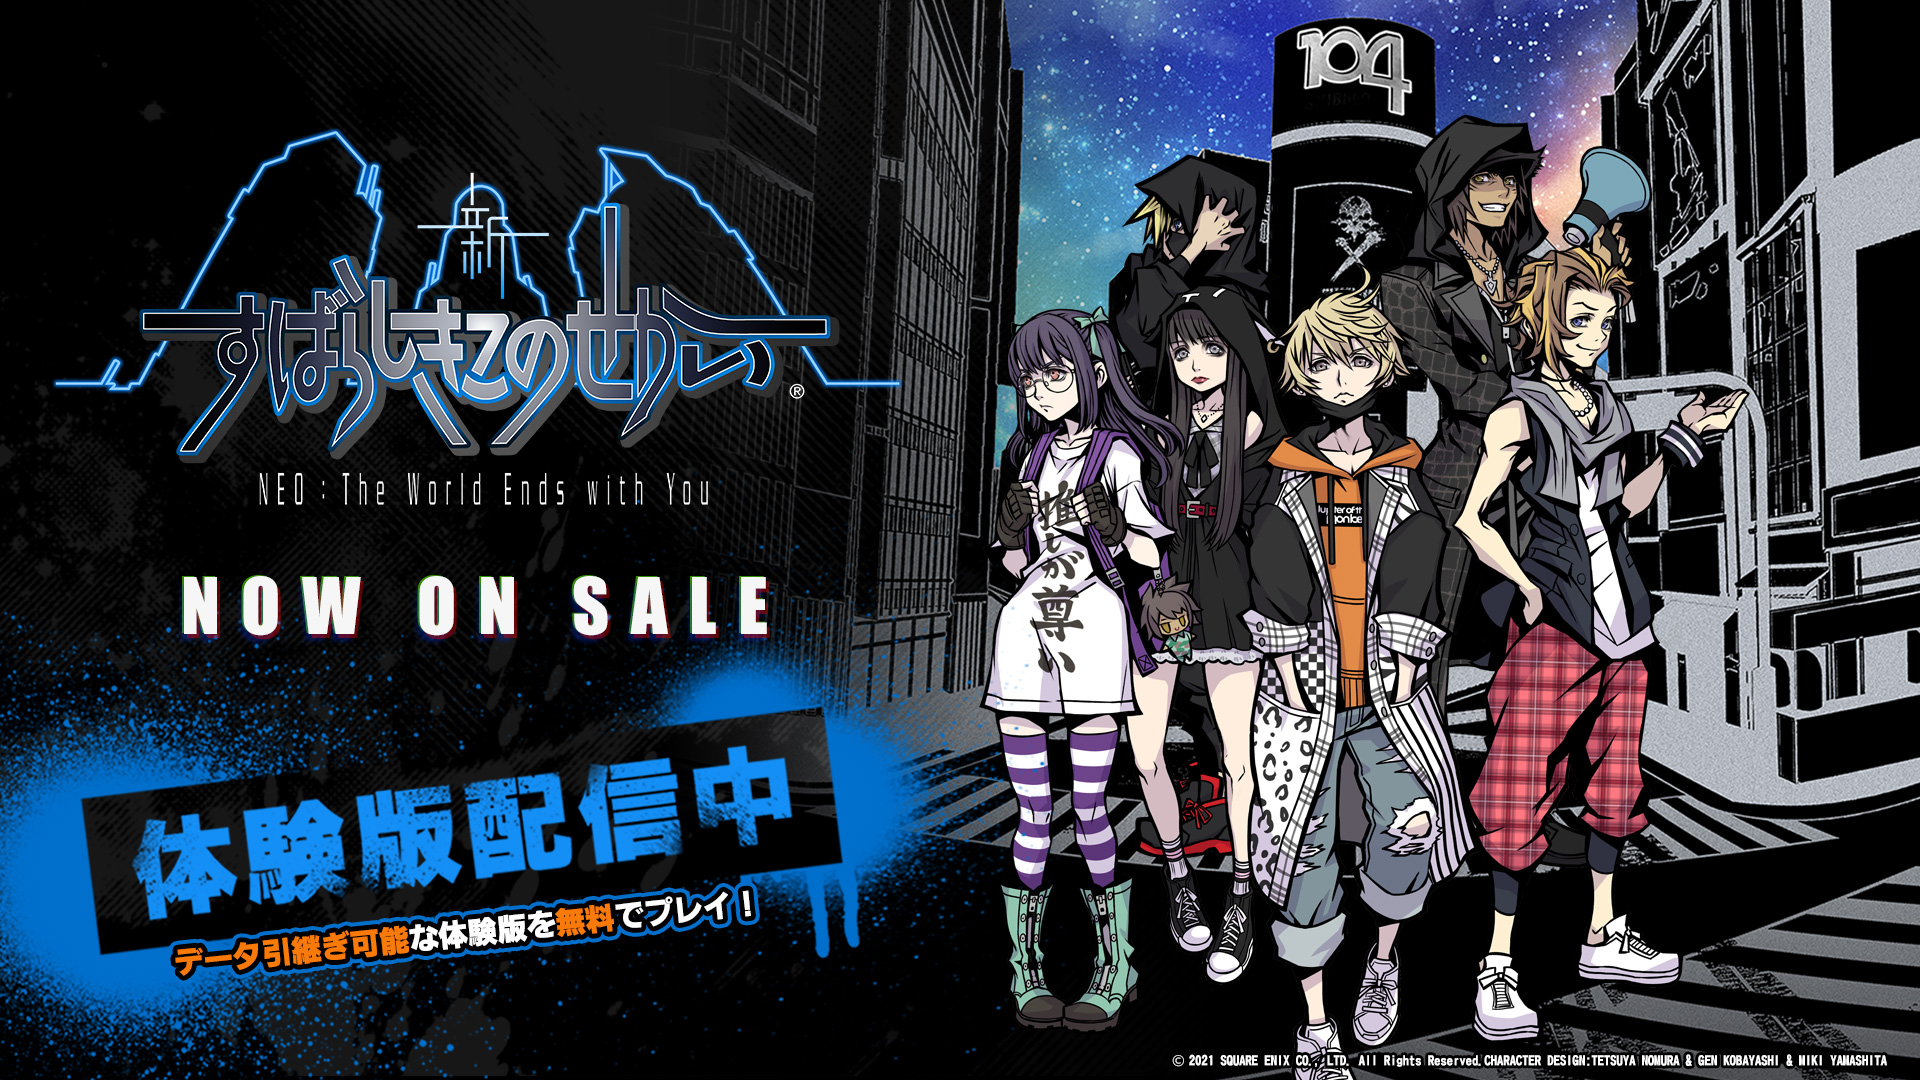 新
すばらしきこのせかい®
NEO : The World Ends with You
NOW ON SALE
体験版配信中
データ引継ぎ可能な体験版を無料でプレイ！
104
推しが尊い
© 2021 SQUARE ENIX CO., LTD. All Rights Reserved. CHARACTER DESIGN:TETSUYA NOMURA & GEN KOBAYASHI & MIKI YAMASHITA